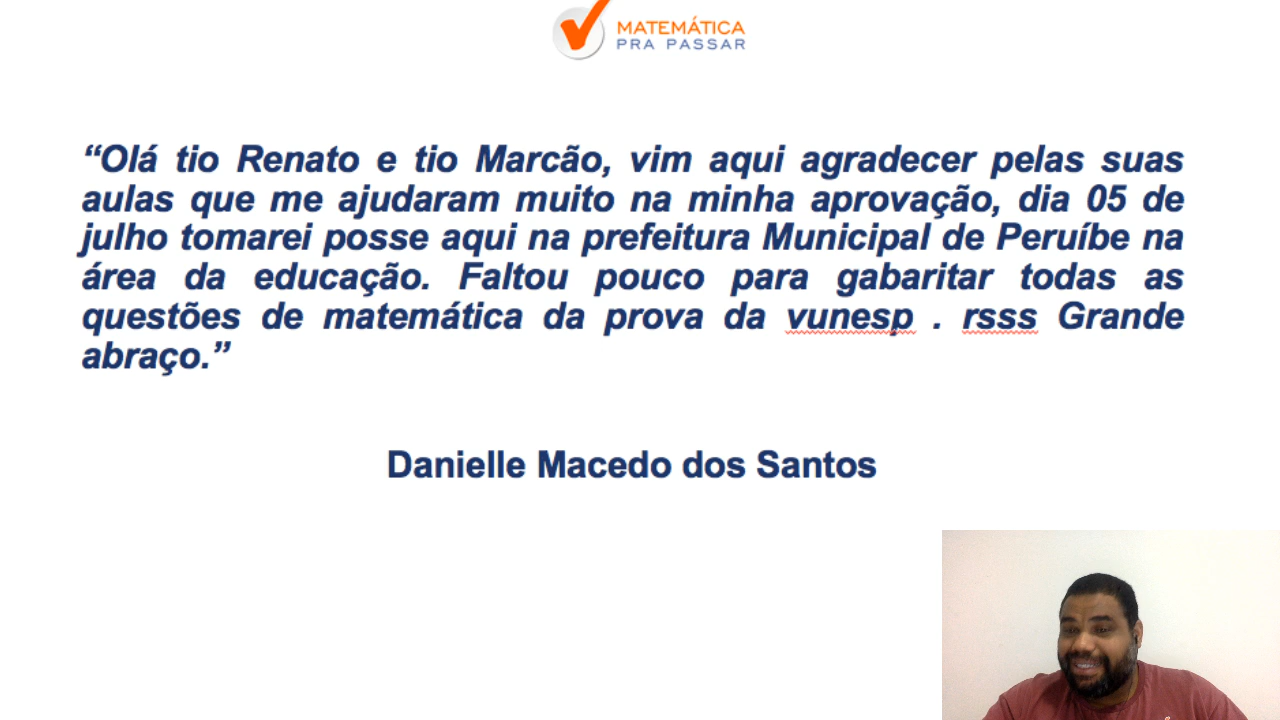 MATEMÁTICA
PRA PASSAR
“Olá tio Renato e tio Marcão, vim aqui agradecer pelas suas
aulas que me ajudaram muito na minha aprovação, dia 05 de
julho tomarei posse aqui na prefeitura Municipal de Peruíbe na
área da educação. Faltou pouco para gabaritar todas as
questões de matemática da prova da vunesp . rsss Grande
abraço.”
Danielle Macedo dos Santos